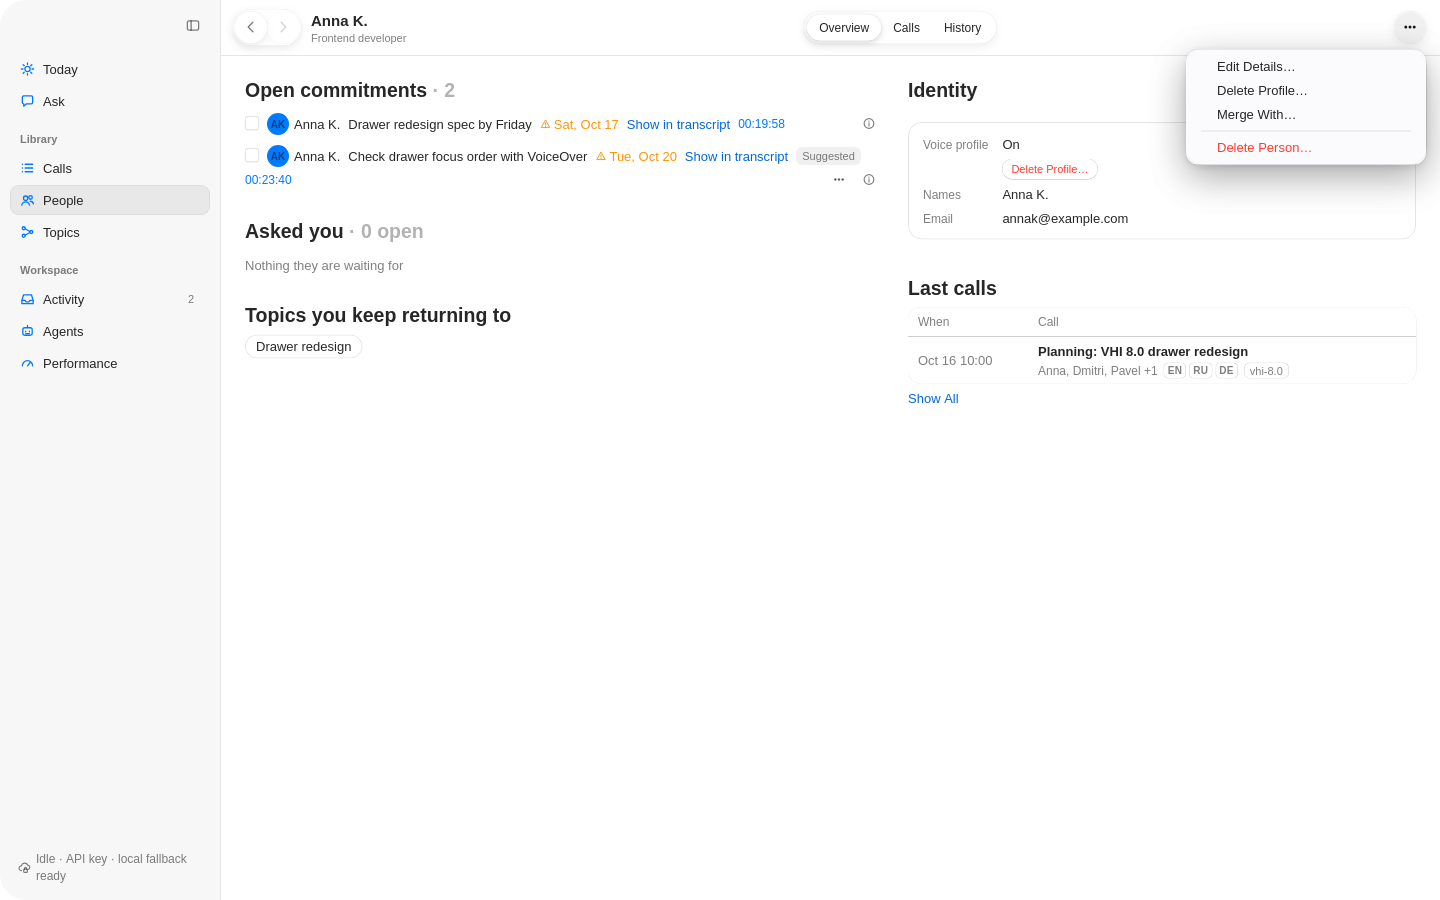 Today
Ask
Library
Calls
People
Topics
Workspace
Activity 2
Agents
Performance
Idle · API key · local fallback
ready
Anna K.
Frontend developer
Overview Calls History
Edit Details…
Delete Profile…
Merge With…
Delete Person…
Open commitments · 2
AK Anna K. Drawer redesign spec by Friday Sat, Oct 17 Show in transcript 00:19:58
AK Anna K. Check drawer focus order with VoiceOver Tue, Oct 20 Show in transcript Suggested
00:23:40
Asked you · 0 open
Nothing they are waiting for
Topics you keep returning to
Drawer redesign
Identity
Voice profile On
Delete Profile…
Names Anna K.
Email annak@example.com
Last calls
When Call
Oct 16 10:00 Planning: VHI 8.0 drawer redesign
Anna, Dmitri, Pavel +1 EN RU DE vhi-8.0
Show All